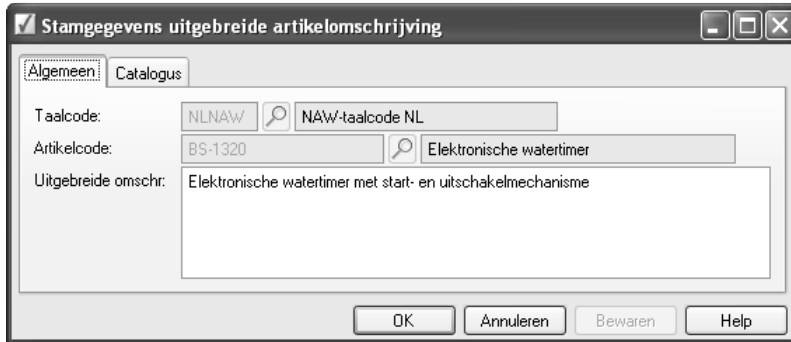 Stamgegevens uitgebreide artikelomschrijving
Algemeen Catalogus
Taalcode: NLNAW NAW-taalcode NL
Artikelcode: BS-1320 Elektronische watertimer
Uitgebreide omschr: Elektronische watertimer met start- en uitschakelmechanisme
OK Annuleren Bewaren Help